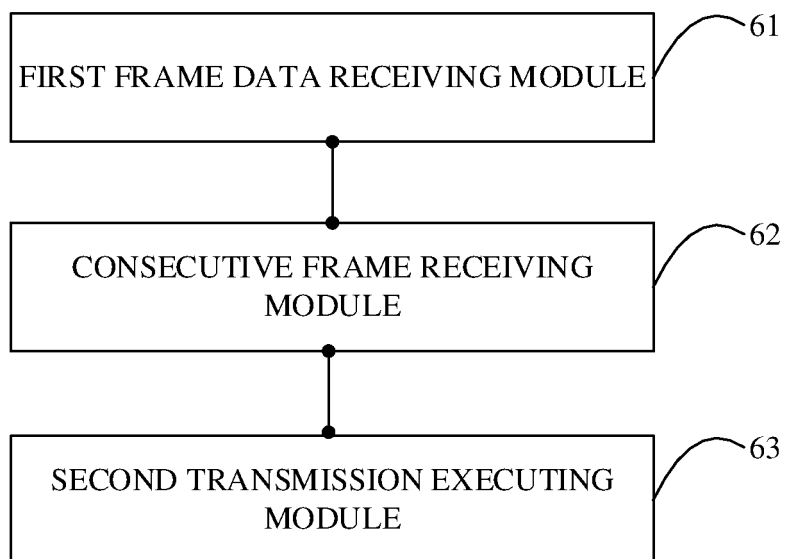 61
FIRST FRAME DATA RECEIVING MODULE
62
CONSECUTIVE FRAME RECEIVING
MODULE
63
SECOND TRANSMISSION EXECUTING
MODULE